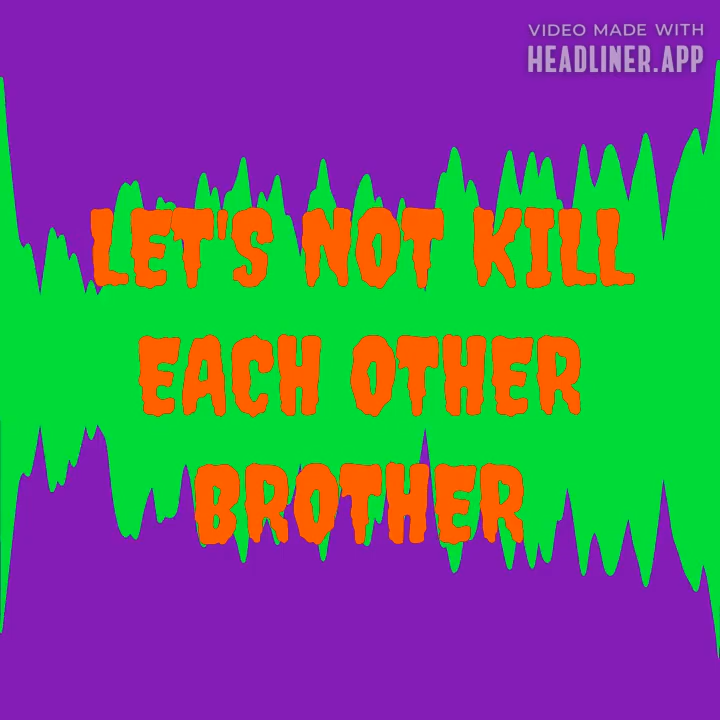 VIDEO MADE WITH
HEADLINER.APP
LET'S NOT KILL
EACH OTHER
BROTHER